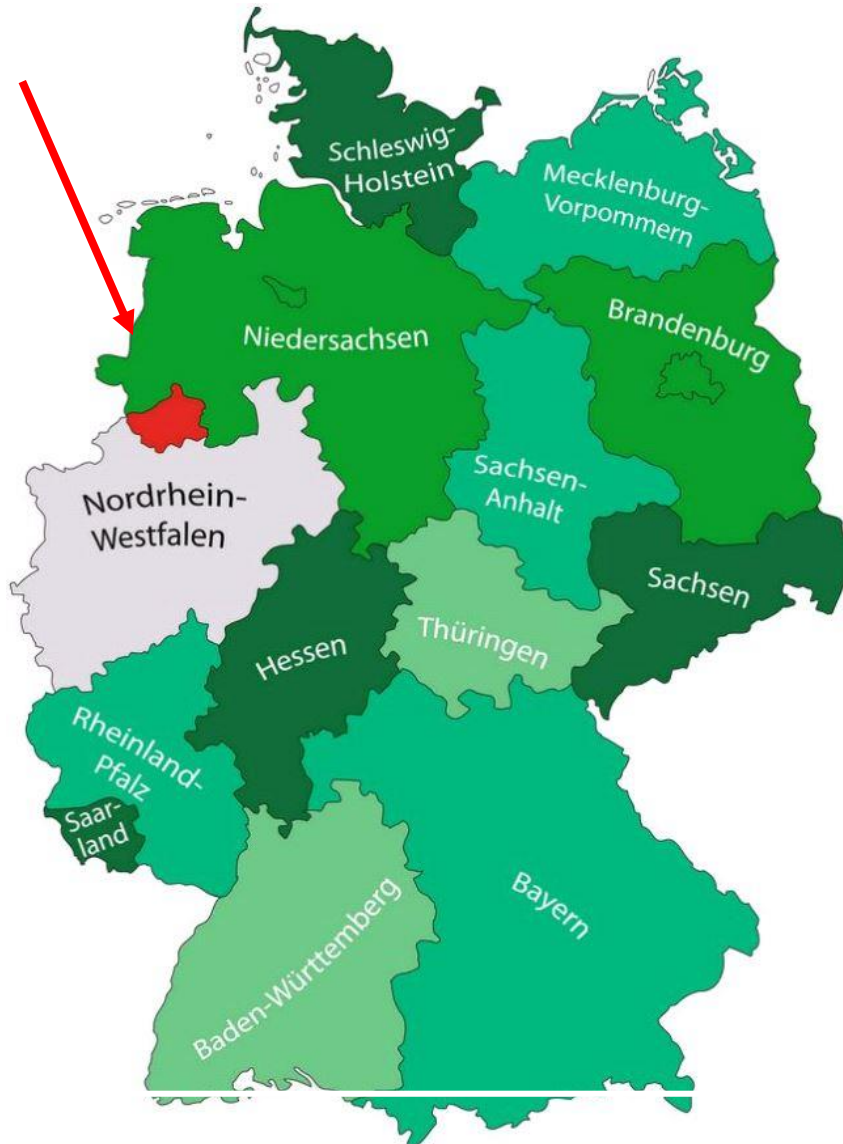 Schleswig-
Holstein
Mecklenburg-
Vorpommern
Niedersachsen
Brandenburg
Sachsen-
Anhalt
Nordrhein-
Westfalen
Sachsen
Thüringen
Hessen
Rheinland-
Pfalz
Saar-
land
Bayern
Baden-Württemberg